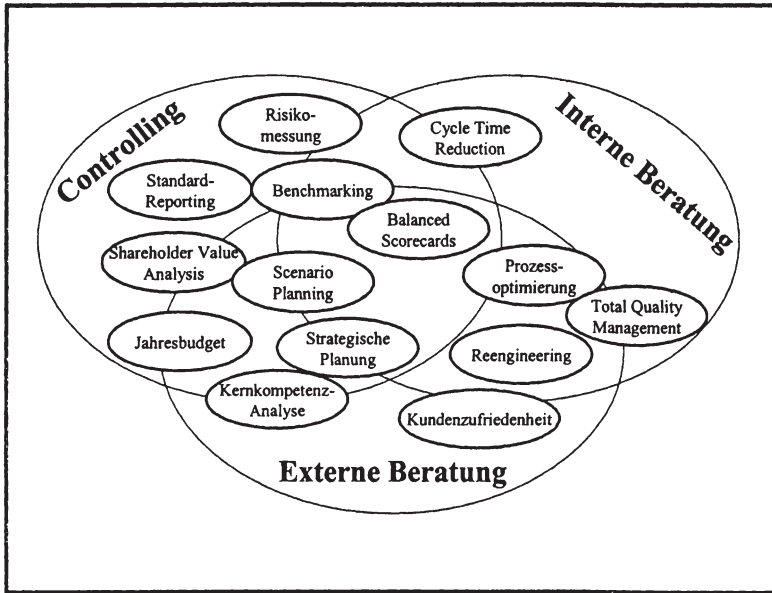 Controlling
Interne Beratung
Risiko-
messung
Cycle Time
Reduction
Standard-
Reporting
Benchmarking
Balanced
Scorecards
Shareholder Value
Analysis
Scenario
Planning
Prozess-
optimierung
Total Quality
Management
Jahresbudget
Strategische
Planung
Reengineering
Kernkompetenz-
Analyse
Kundenzufriedenheit
Externe Beratung